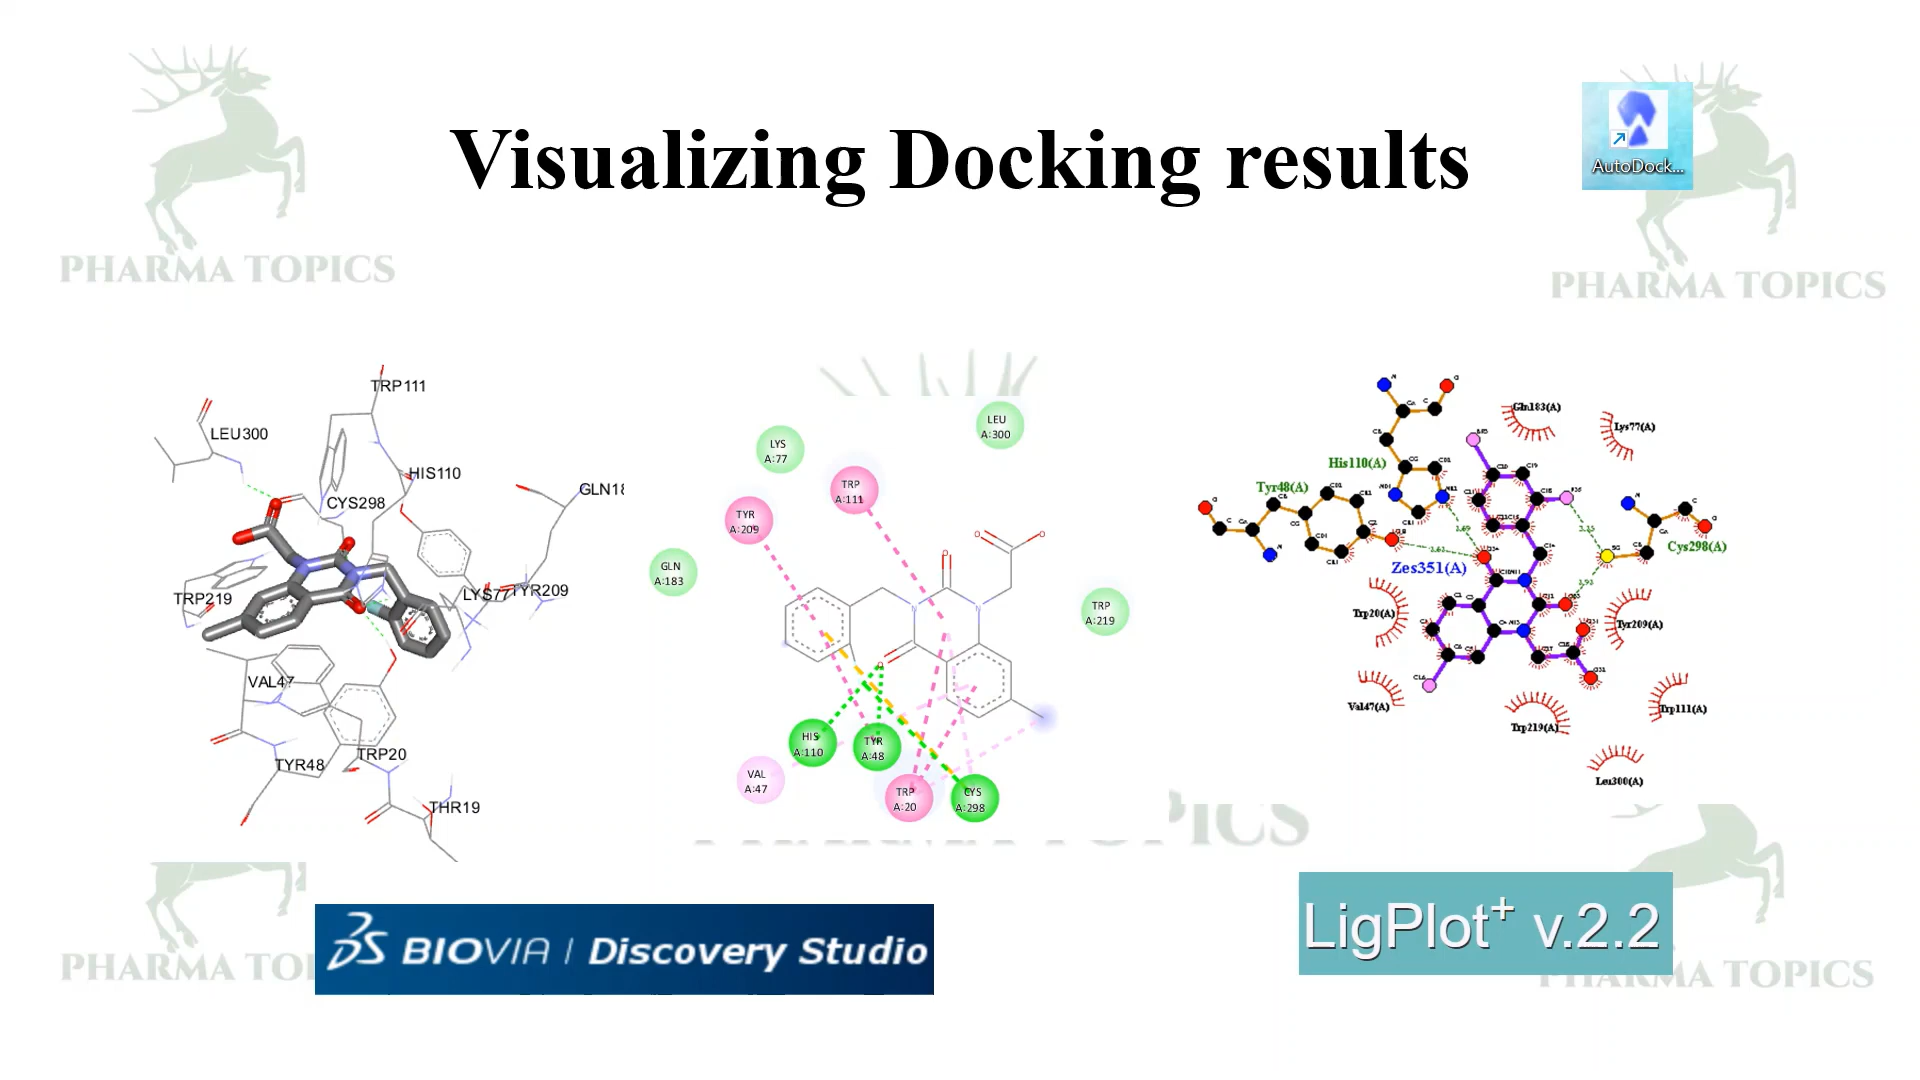 Visualizing Docking results
AutoDock...
PHARMA TOPICS
PHARMA TOPICS
TRP111
LEU300
HIS110
CYS298
GLN18
TRP219
LYS77
TYR209
VAL47
TRP20
TYR48
THR19
LEU
A:300
LYS
A:77
TRP
A:111
TYR
A:209
GLN
A:183
TRP
A:219
HIS
A:110
TYR
A:48
VAL
A:47
TRP
A:20
CYS
A:298
Gln183(A)
Lys77(A)
His110(A)
Tyr48(A)
Cys298(A)
Zes351(A)
Trp20(A)
Tyr209(A)
Val47(A)
Trp111(A)
Trp219(A)
Leu300(A)
BIOVIA | Discovery Studio
LigPlot+ v.2.2
PHARMA TO
PHARMA TOPICS